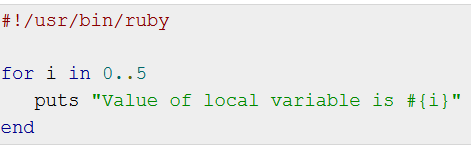 #!/usr/bin/ruby
for i in 0..5
   puts "Value of local variable is #{i}"
end